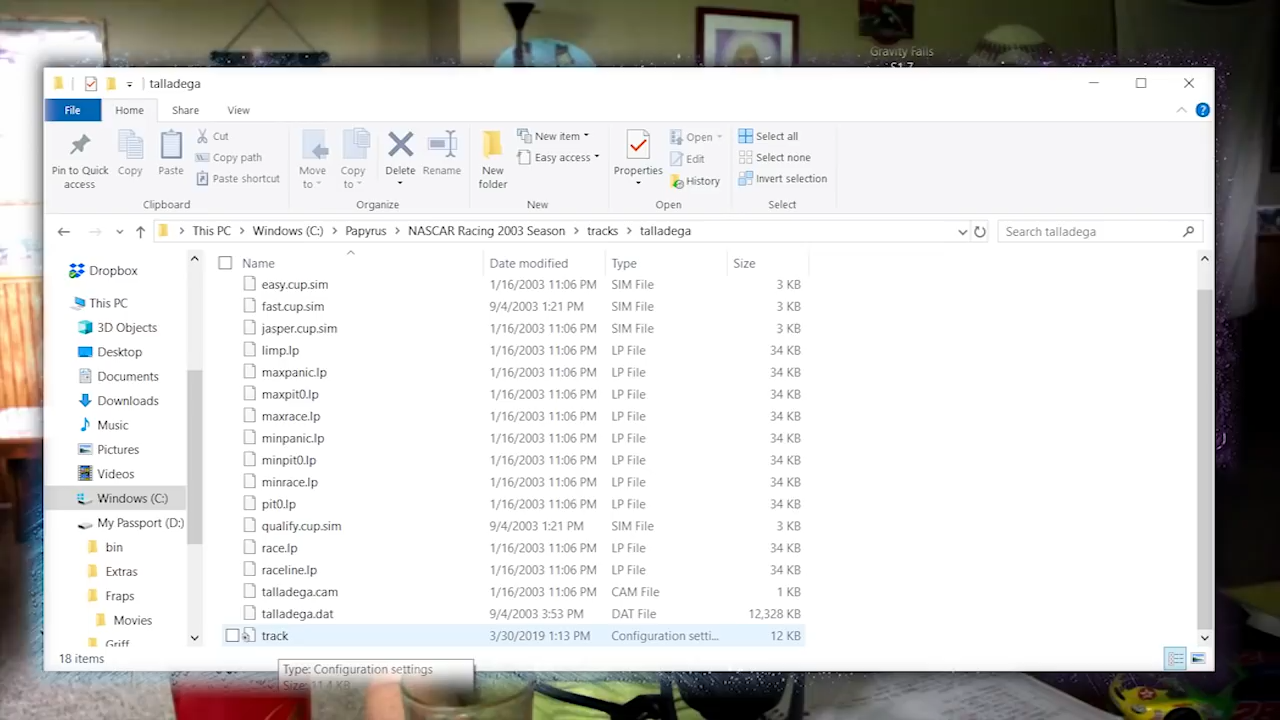 Gravity Falls
S1.7
talladega
File Home Share View
Pin to Quick access
Copy
Paste
Cut
Copy path
Paste shortcut
Clipboard
Move to
Copy to
Delete
Rename
Organize
New folder
New item
Easy access
New
Properties
Open
Edit
History
Open
Select all
Select none
Invert selection
Select
This PC > Windows (C:) > Papyrus > NASCAR Racing 2003 Season > tracks > talladega
Search talladega
Dropbox
This PC
3D Objects
Desktop
Documents
Downloads
Music
Pictures
Videos
Windows (C:)
My Passport (D:)
bin
Extras
Fraps
Movies
Griff
Name Date modified Type Size
easy.cup.sim 1/16/2003 11:06 PM SIM File 3 KB
fast.cup.sim 9/4/2003 1:21 PM SIM File 3 KB
jasper.cup.sim 1/16/2003 11:06 PM SIM File 3 KB
limp.lp 1/16/2003 11:06 PM LP File 34 KB
maxpanic.lp 1/16/2003 11:06 PM LP File 34 KB
maxpit0.lp 1/16/2003 11:06 PM LP File 34 KB
maxrace.lp 1/16/2003 11:06 PM LP File 34 KB
minpanic.lp 1/16/2003 11:06 PM LP File 34 KB
minpit0.lp 1/16/2003 11:06 PM LP File 34 KB
minrace.lp 1/16/2003 11:06 PM LP File 34 KB
pit0.lp 1/16/2003 11:06 PM LP File 34 KB
qualify.cup.sim 9/4/2003 1:21 PM SIM File 3 KB
race.lp 1/16/2003 11:06 PM LP File 34 KB
raceline.lp 1/16/2003 11:06 PM LP File 34 KB
talladega.cam 1/16/2003 11:06 PM CAM File 1 KB
talladega.dat 9/4/2003 3:53 PM DAT File 12,328 KB
track 3/30/2019 1:13 PM Configuration setti... 12 KB
18 items
Type: Configuration settings
Size: 11.4 KB